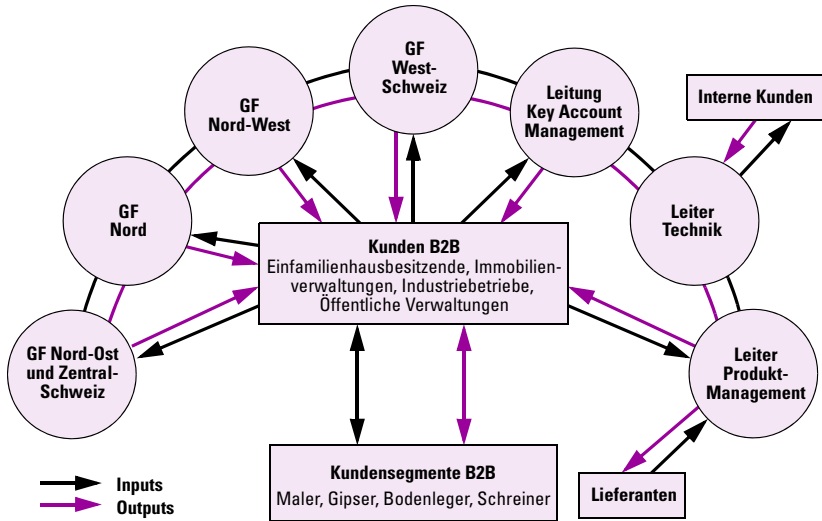 GF
West-
Schweiz
GF
Nord-West
Leitung
Key Account
Management
Interne Kunden
GF
Nord
Leiter
Technik
Kunden B2B
Einfamilienhausbesitzende, Immobilien-
verwaltungen, Industriebetriebe,
Öffentliche Verwaltungen
GF Nord-Ost
und Zentral-
Schweiz
Leiter
Produkt-
Management
Kundensegmente B2B
Maler, Gipser, Bodenleger, Schreiner
Lieferanten
Inputs
Outputs